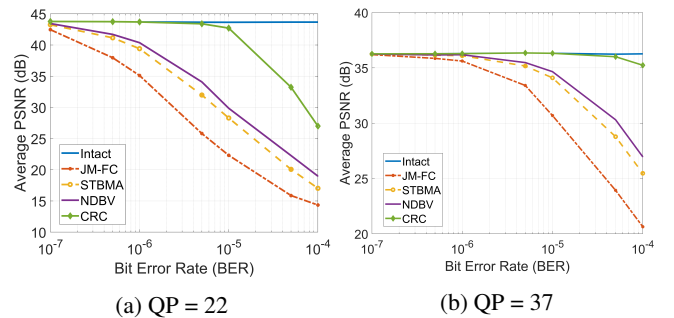 45
40
35
30
25
20
15
10
Average PSNR (dB)
Intact
JM-FC
STBMA
NDBV
CRC
10-7
10-6
10-5
10-4
Bit Error Rate (BER)
(a) QP = 22
40
35
30
25
20
Average PSNR (dB)
Intact
JM-FC
STBMA
NDBV
CRC
10-7
10-6
10-5
10-4
Bit Error Rate (BER)
(b) QP = 37